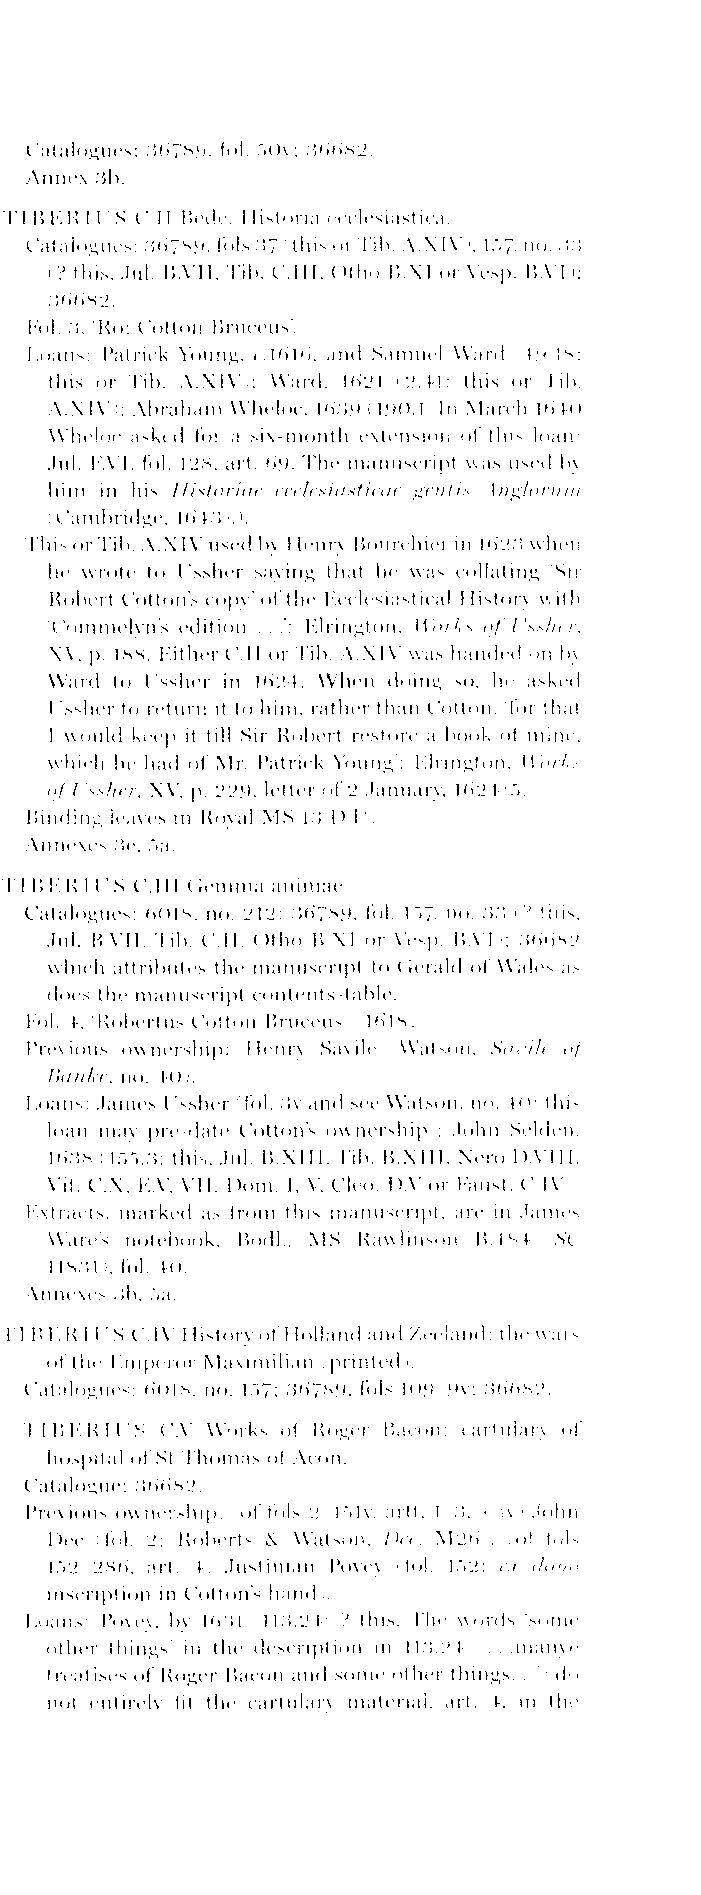 Catalogues: 36789, fol. 50v; 36682.
Annex 3b.
TIBERIUS C.II Bede, Historia ecclesiastica.
Catalogues: 36789, fols 37 (this or Tib. A.XIV), 157, no. 33
(? this, Jul. B.VII, Tib. C.III, Otho B.XI or Vesp. B.VI);
36682.
Fol. 3, 'Ro: Cotton Bruceus'.
Loans: Patrick Young, c.1616, and Samuel Ward (49.48:
this or Tib. A.XIV); Ward, 1621 (2.41: this or Tib.
A.XIV); Abraham Wheloc, 1639 (190.1. In March 1640
Wheloc asked for a six-month extension of this loan:
Jul. F.VI, fol. 128, art. 69. The manuscript was used by
him in his Historiae ecclesiasticae gentis Anglorum
(Cambridge, 1643).).
This or Tib. A.XIV used by Henry Bourchier in 1623 when
he wrote to Ussher saying that he was collating 'Sir
Robert Cotton's copy' of the Ecclesiastical History with
'Commelyn's edition . . .': Elrington, Works of Ussher,
XV, p. 188. Either C.II or Tib. A.XIV was handed on by
Ward to Ussher in 1624. When doing so, he asked
Ussher to return it to him, rather than Cotton, 'for that
I would keep it till Sir Robert restore a book of mine,
which he had of Mr. Patrick Young': Elrington, Works
of Ussher, XV, p. 229, letter of 2 January, 1624/5.
Binding leaves in Royal MS 13 D I*.
Annexes 3e, 5a.
TIBERIUS C.III Gemma animae
Catalogues: 6018, no. 212; 36789, fol. 157, no. 33 (? this,
Jul. B.VII, Tib. C.II, Otho B.XI or Vesp. B.VI); 36682
which attributes the manuscript to Gerald of Wales as
does the manuscript contents-table.
Fol. 4, 'Robertus Cotton Bruceus 1618'.
Previous ownership: Henry Savile (Watson, Savile of
Banke, no. 40).
Loans: James Ussher (fol. 3v and see Watson, no. 40: this
loan may pre-date Cotton's ownership); John Selden,
1638 (155.3: this, Jul. B.XIII, Tib. B.XIII, Nero D.VIII,
Vit. C.X, E.V, VII, Dom. I, V, Cleo. D.V or Faust. C.IV).
Extracts, marked as from this manuscript, are in James
Ware's notebook, Bodl., MS Rawlinson B.484 (SC
11831), fol. 40.
Annexes 3b, 5a.
TIBERIUS C.IV History of Holland and Zeeland; the wars
of the Emperor Maximilian (printed).
Catalogues: 6018, no. 157; 36789, fols 109–9v; 36682.
TIBERIUS C.V Works of Roger Bacon; cartulary of
hospital of St Thomas of Acon.
Catalogue: 36682.
Previous ownership: (of fols 2–151v, artt. 1–3, John
Dee (fol. 2; Roberts & Watson, Dee, M26); (of fols
152–286, art. 4) Justinian Povey (fol. 152: ex dono
inscription in Cotton's hand).
Loans: Povey, by 1631 (113.24: ? this. The words 'some
other things' in the description in 113.24 ('. . .manye
treatises of Roger Bacon and some other things. . .') do
not entirely fit the cartulary material, art. 4, in the